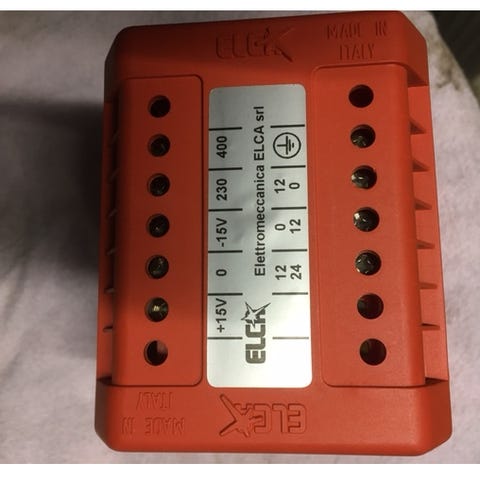 ELCA
MADE IN
ITALY
+15V 0 -15V 230 400
ELCA Elettromeccanica ELCA srl
12 0 12
24 12 0
MADE IN
ITALY
ELCA